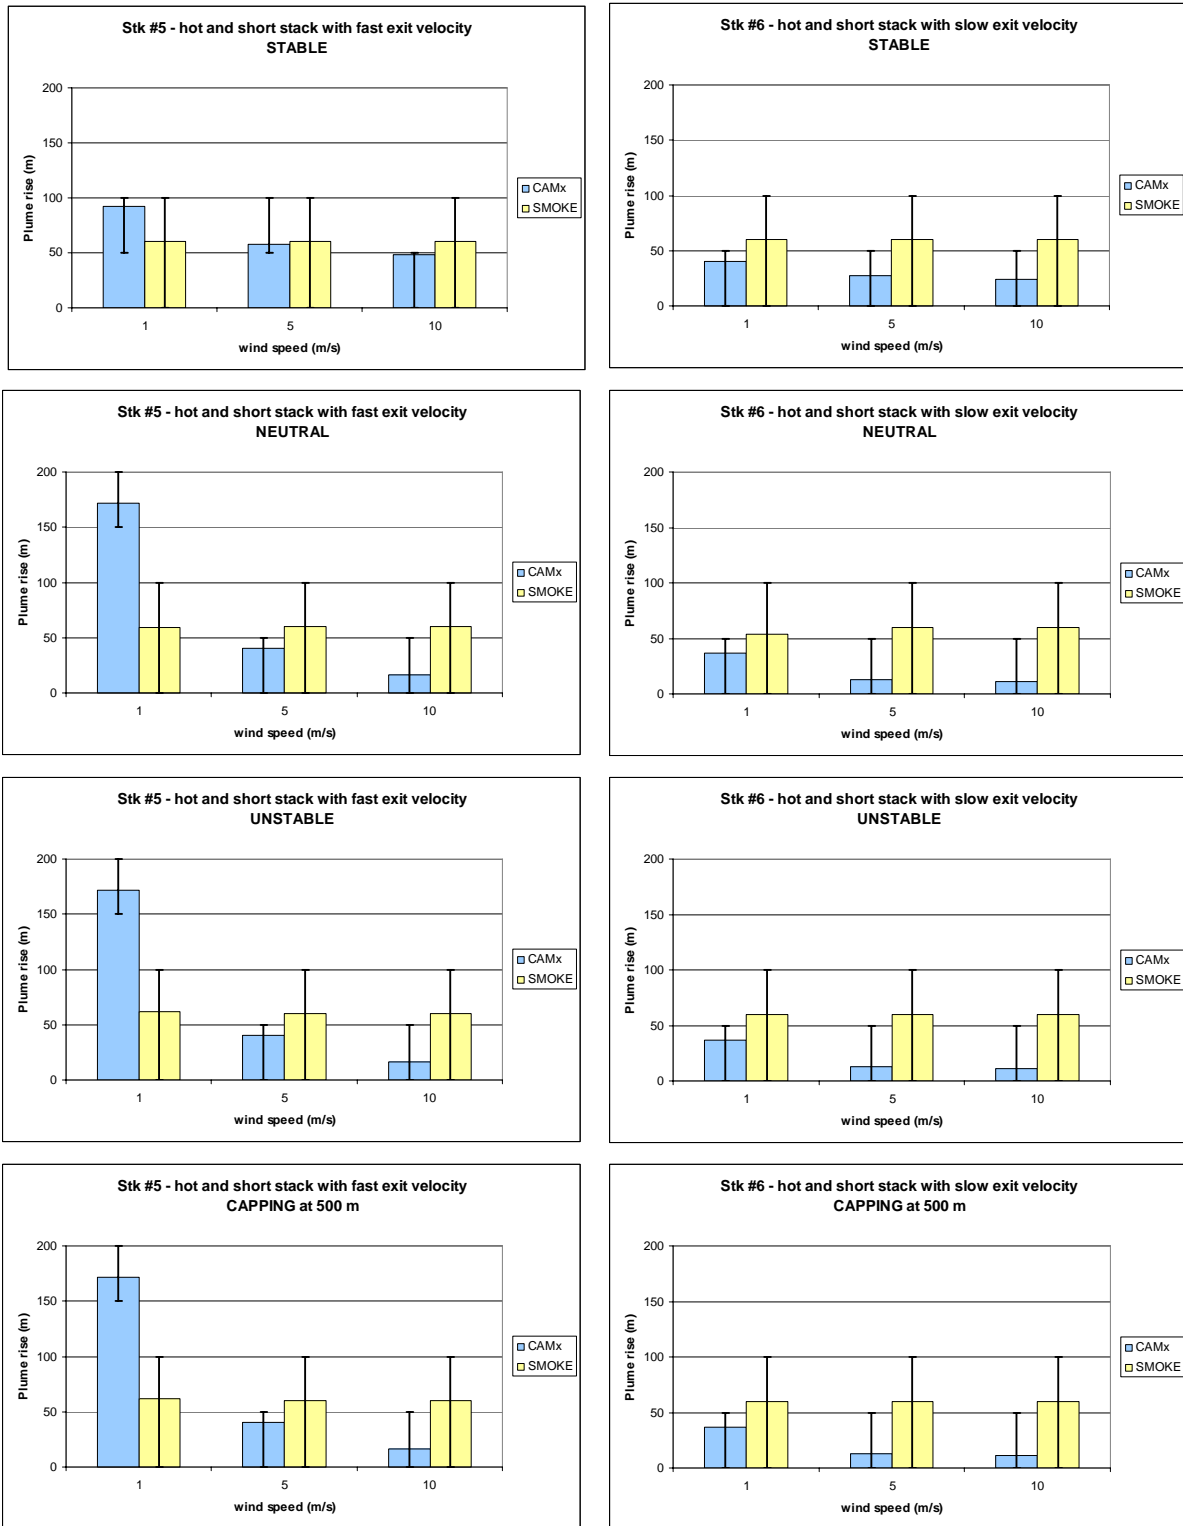 Stk #5 - hot and short stack with fast exit velocity
STABLE
200
150
100
50
0
Plume rise (m)
1 5 10
wind speed (m/s)
CAMx
SMOKE
Stk #6 - hot and short stack with slow exit velocity
STABLE
200
150
100
50
0
Plume rise (m)
1 5 10
wind speed (m/s)
CAMx
SMOKE
Stk #5 - hot and short stack with fast exit velocity
NEUTRAL
200
150
100
50
0
Plume rise (m)
1 5 10
wind speed (m/s)
CAMx
SMOKE
Stk #6 - hot and short stack with slow exit velocity
NEUTRAL
200
150
100
50
0
Plume rise (m)
1 5 10
wind speed (m/s)
CAMx
SMOKE
Stk #5 - hot and short stack with fast exit velocity
UNSTABLE
200
150
100
50
0
Plume rise (m)
1 5 10
wind speed (m/s)
CAMx
SMOKE
Stk #6 - hot and short stack with slow exit velocity
UNSTABLE
200
150
100
50
0
Plume rise (m)
1 5 10
wind speed (m/s)
CAMx
SMOKE
Stk #5 - hot and short stack with fast exit velocity
CAPPING at 500 m
200
150
100
50
0
Plume rise (m)
1 5 10
wind speed (m/s)
CAMx
SMOKE
Stk #6 - hot and short stack with slow exit velocity
CAPPING at 500 m
200
150
100
50
0
Plume rise (m)
1 5 10
wind speed (m/s)
CAMx
SMOKE